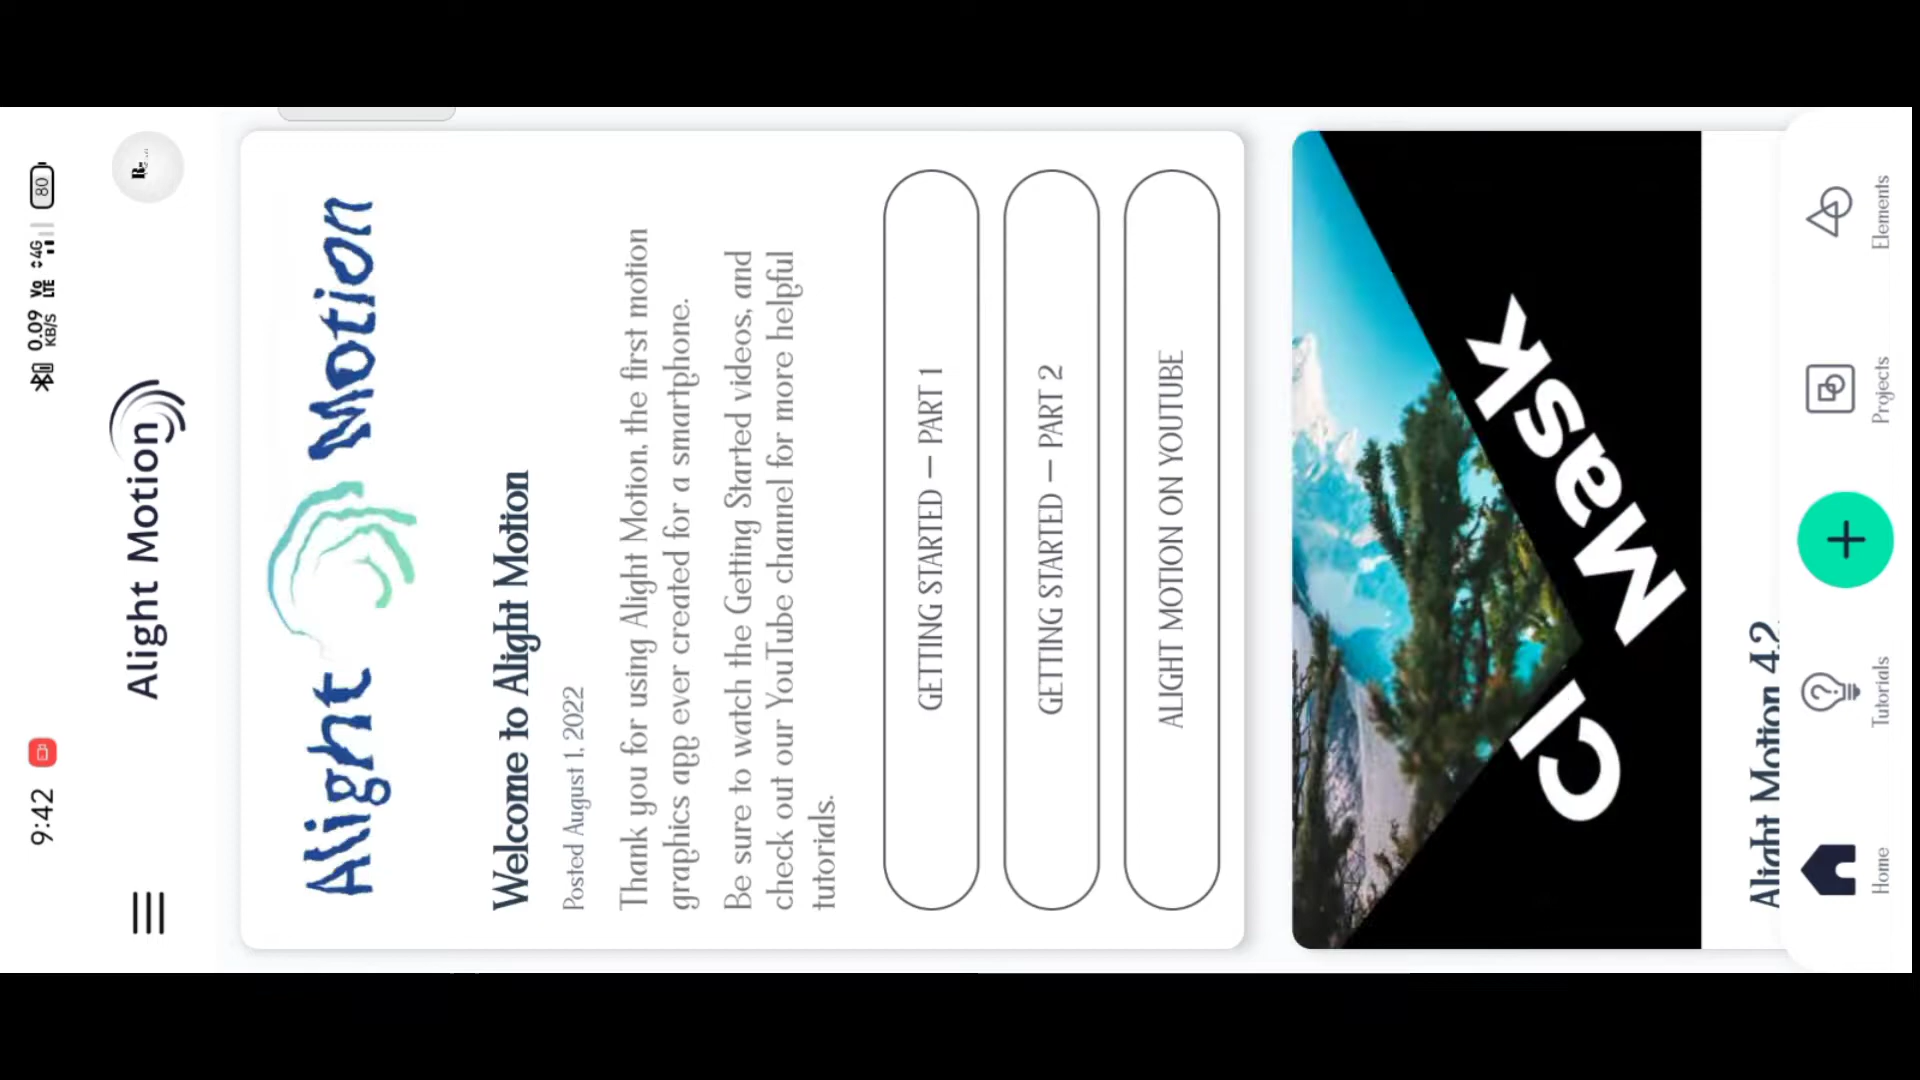 9:42
0.09
KB/S
Vo
LTE
4G
80
Alight Motion
Alight Motion
Welcome to Alight Motion
Posted August 1, 2022
Thank you for using Alight Motion, the first motion
graphics app ever created for a smartphone.
Be sure to watch the Getting Started videos, and
check out our YouTube channel for more helpful
tutorials.
GETTING STARTED – PART 1
GETTING STARTED – PART 2
ALIGHT MOTION ON YOUTUBE
Cl
Mask
Alight Motion 4.2
Home
Tutorials
Projects
Elements